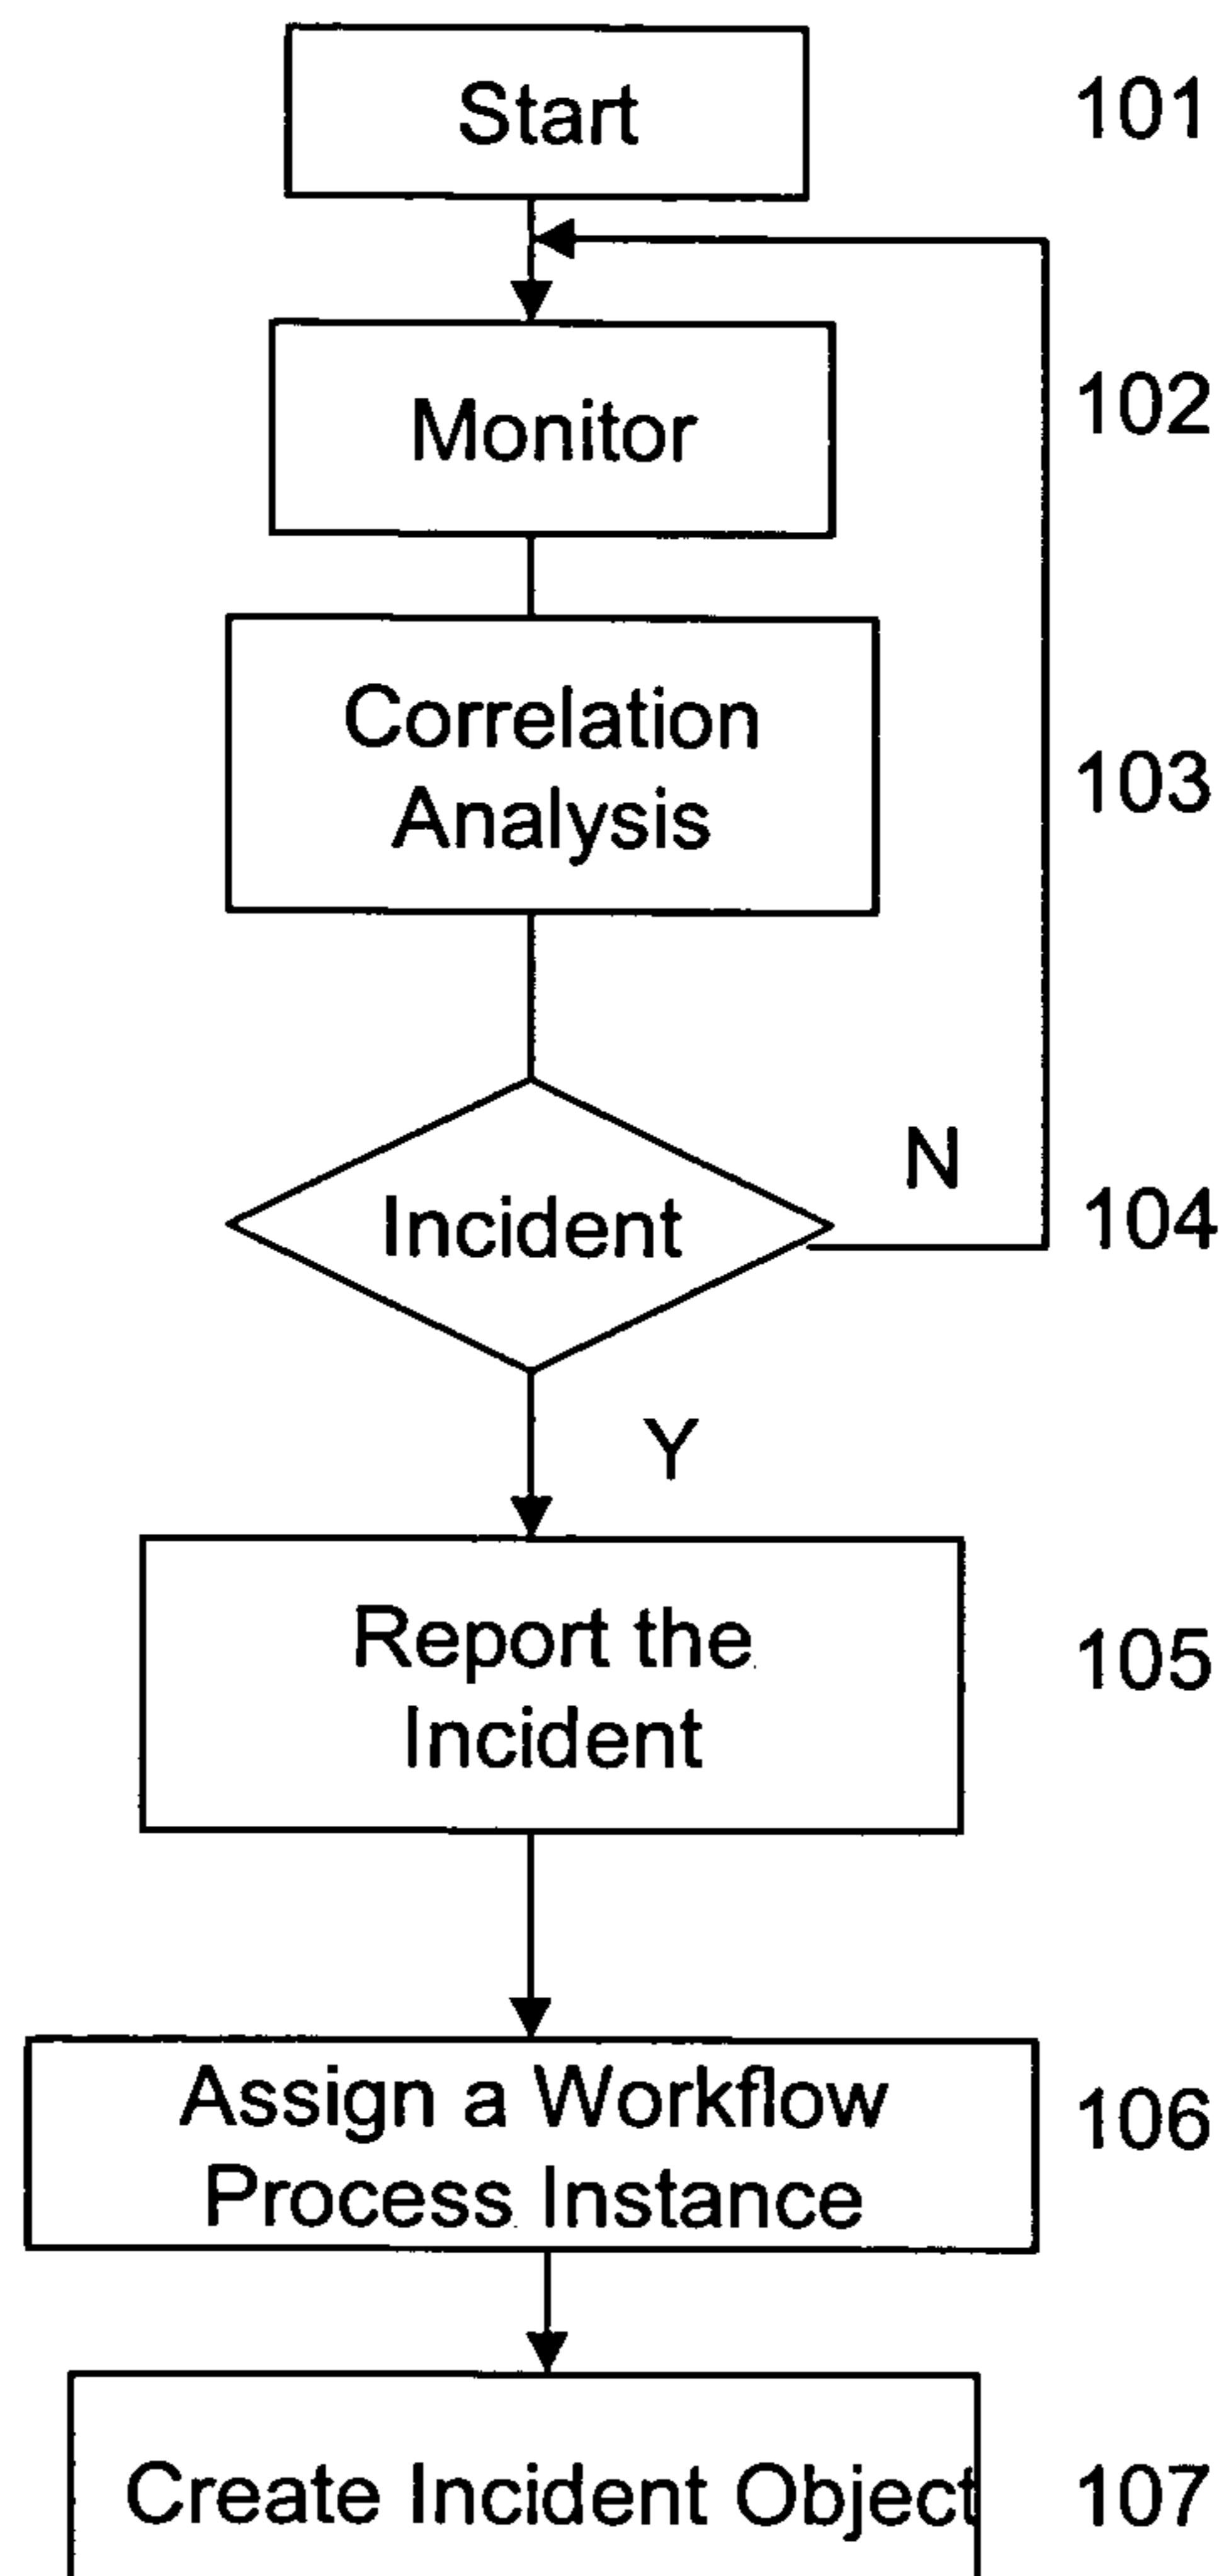 Start
101
Monitor
102
Correlation
Analysis
103
Incident
N
104
Y
Report the
Incident
105
Assign a Workflow
Process Instance
106
Create Incident Object
107